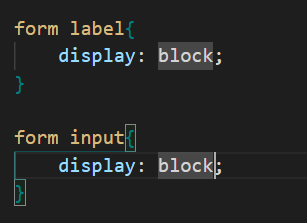 form label{
display: block;
}
form input{
display: block;
}